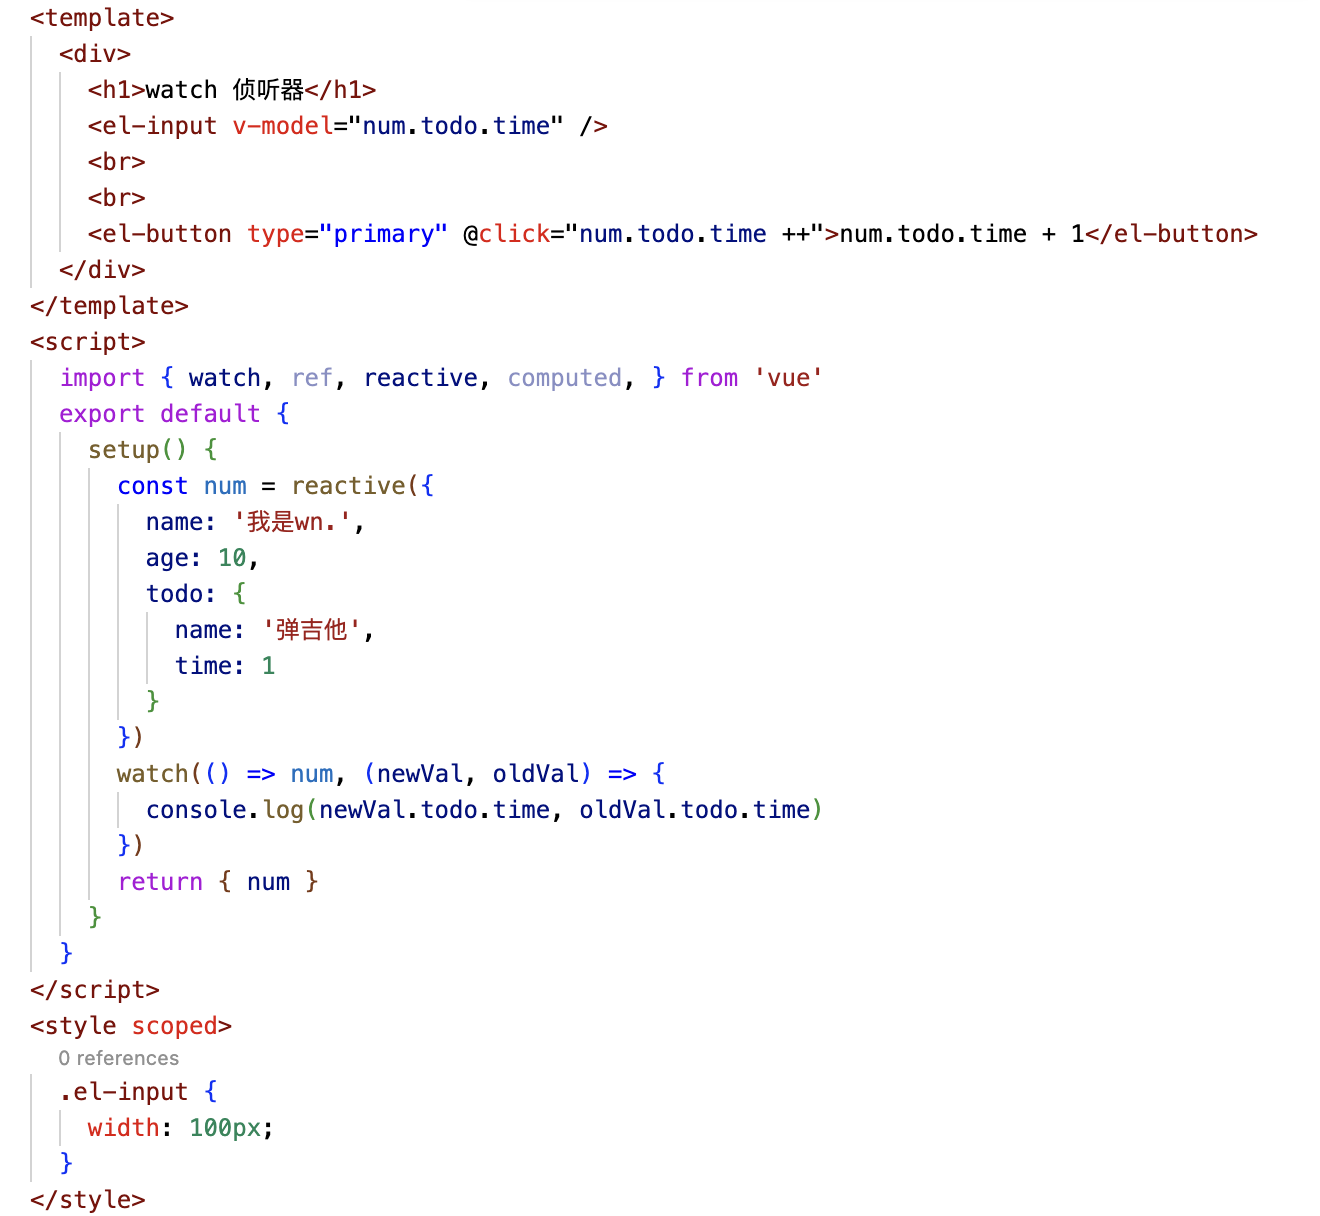 <template>
  <div>
    <h1>watch 侦听器</h1>
    <el-input v-model="num.todo.time" />
    <br>
    <br>
    <el-button type="primary" @click="num.todo.time ++">num.todo.time + 1</el-button>
  </div>
</template>
<script>
  import { watch, ref, reactive, computed, } from 'vue'
  export default {
    setup() {
      const num = reactive({
        name: '我是wn.',
        age: 10,
        todo: {
          name: '弹吉他',
          time: 1
        }
      })
      watch(() => num, (newVal, oldVal) => {
        console.log(newVal.todo.time, oldVal.todo.time)
      })
      return { num }
    }
  }
</script>
<style scoped>
  0 references
  .el-input {
    width: 100px;
  }
</style>